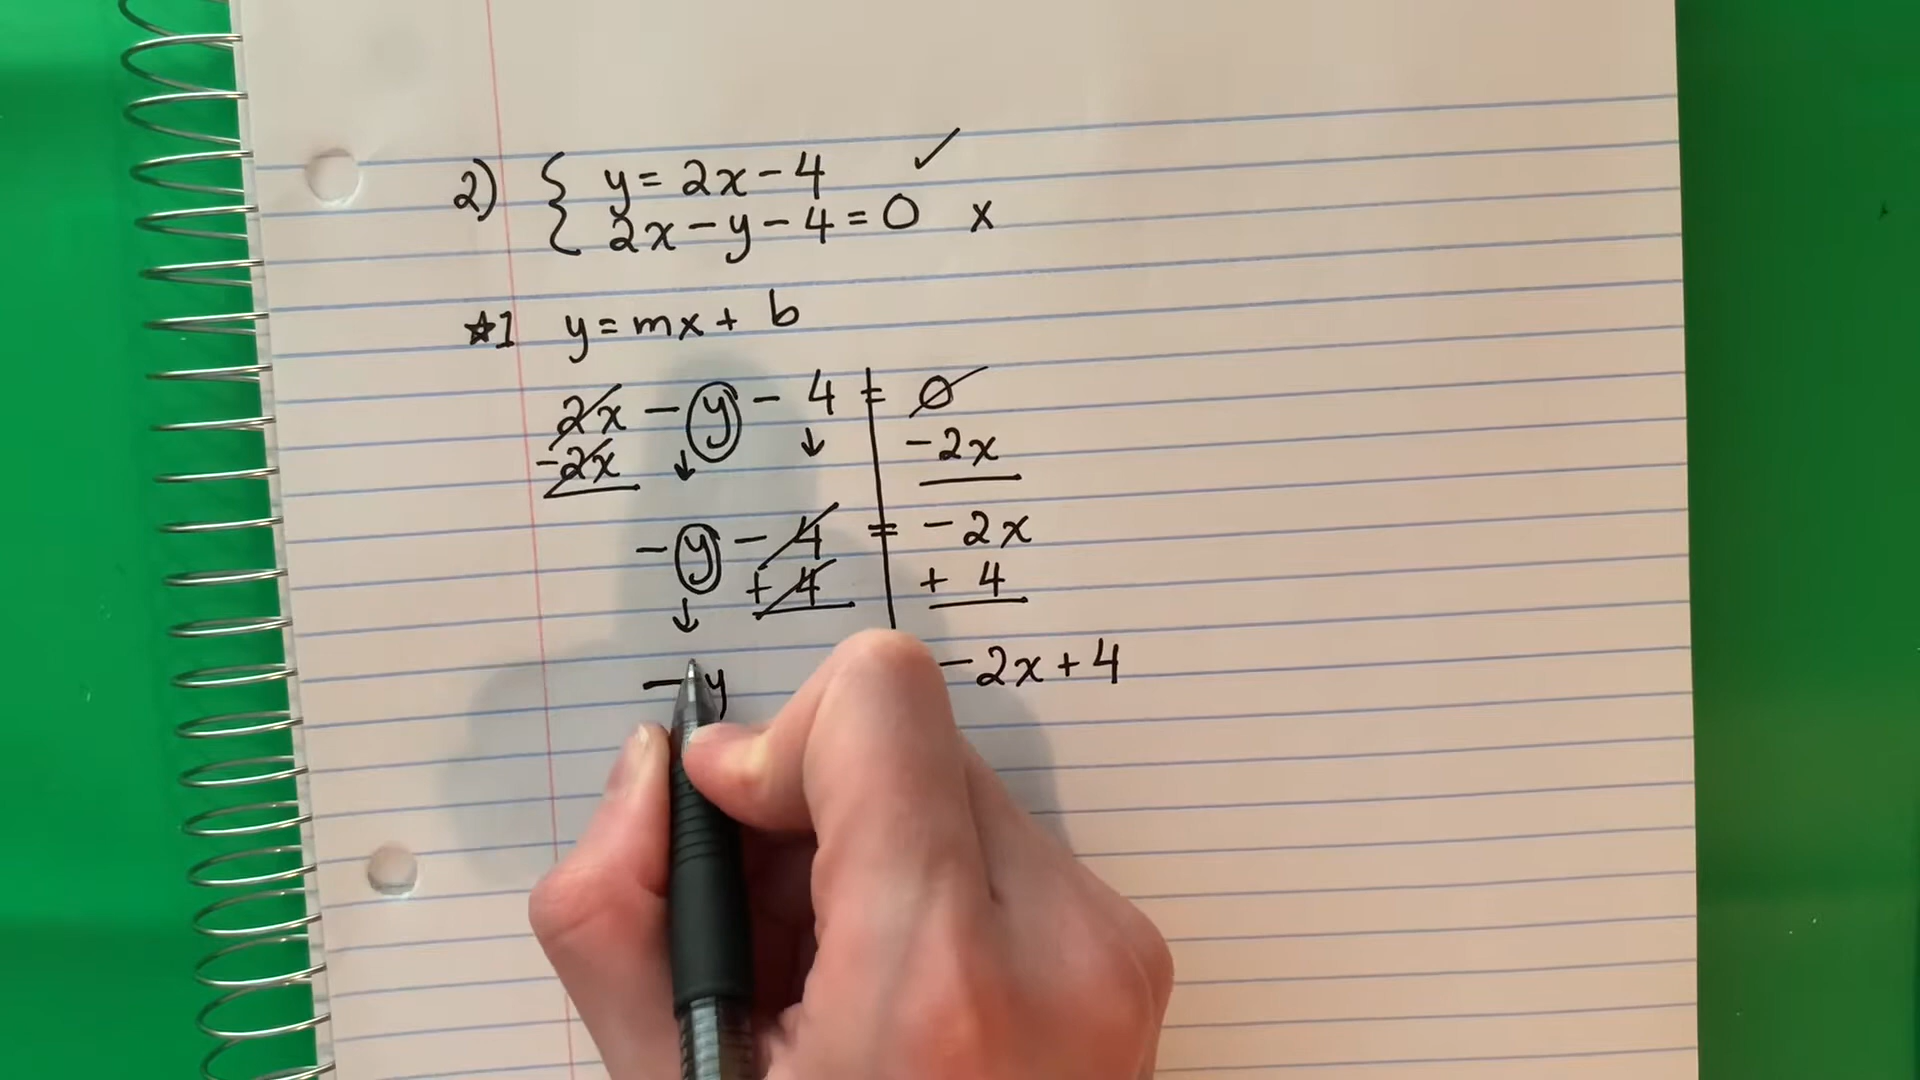 2) { y = 2x - 4 ✓
2x - y - 4 = 0 x
☆1 y = mx + b
2x - y - 4 = 0
-2x ↓ ↓ -2x
-y - 4 = -2x
↓ + 4 + 4
-y -2x + 4